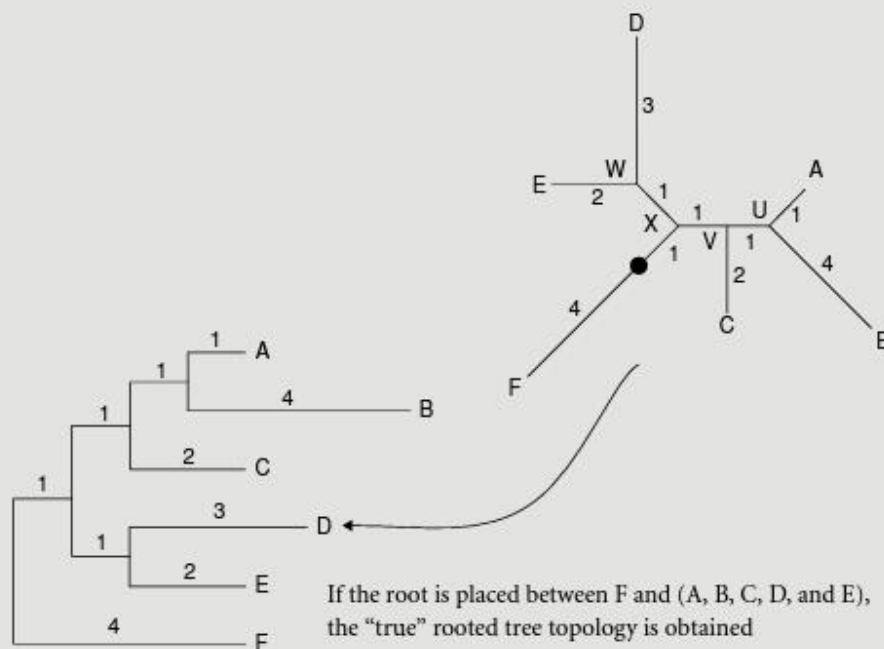 D
3
W
A
E
2
1
1
U
1
X
1
V
1
2
4
4
C
B
F
1
A
1
4
B
1
2
C
1
3
D
1
2
E
If the root is placed between F and (A, B, C, D, and E),
the “true” rooted tree topology is obtained
4
F